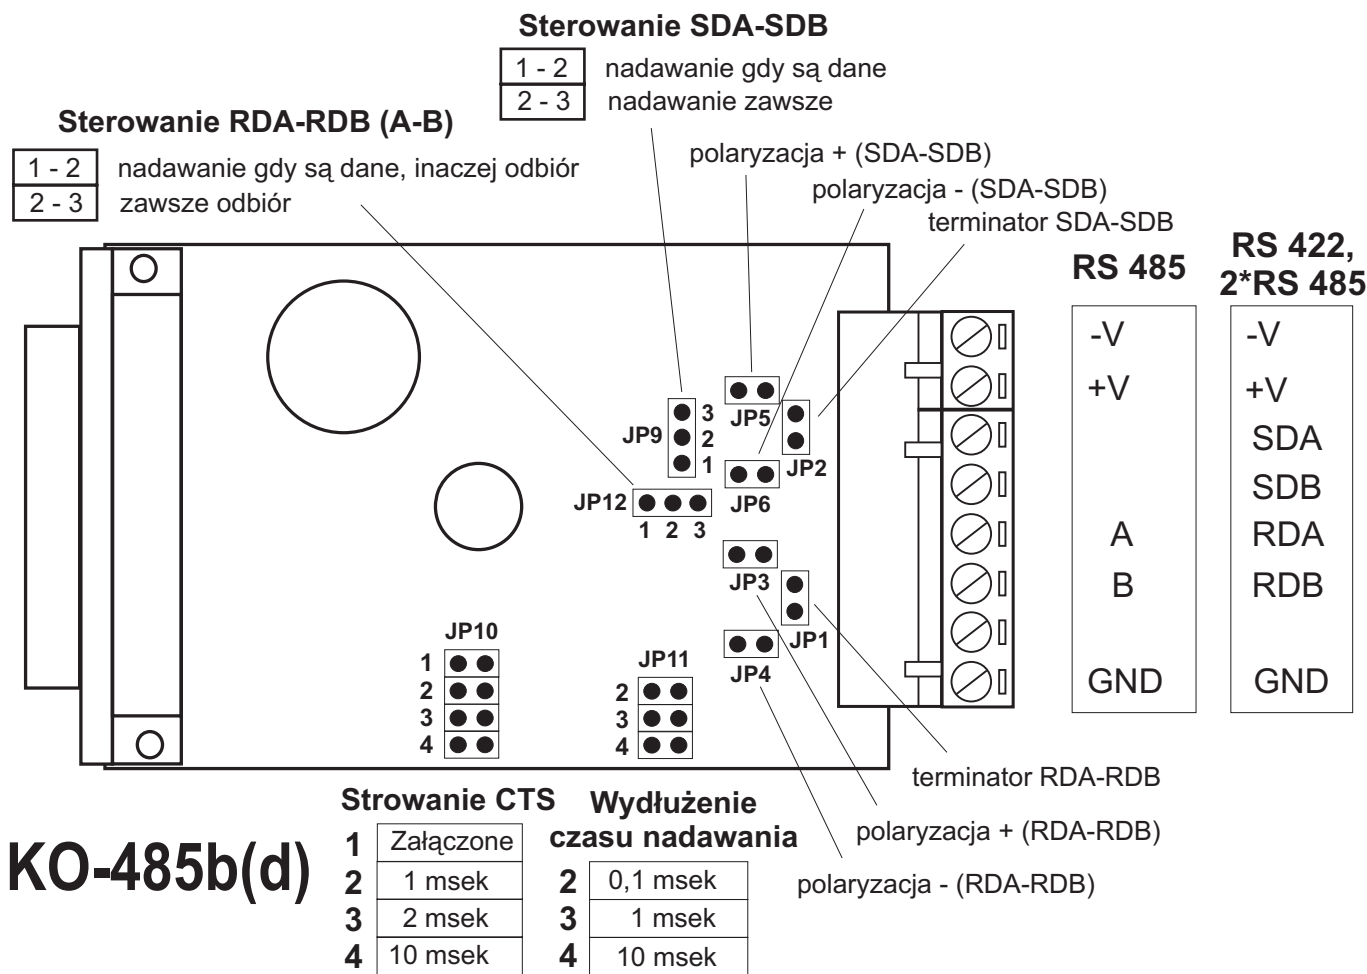 Sterowanie SDA-SDB
1 - 2 nadawanie gdy są dane
2 - 3 nadawanie zawsze
Sterowanie RDA-RDB (A-B)
1 - 2 nadawanie gdy są dane, inaczej odbiór
2 - 3 zawsze odbiór
polaryzacja + (SDA-SDB)
polaryzacja - (SDA-SDB)
terminator SDA-SDB
RS 485
-V
+V
A
B
GND
RS 422,
2*RS 485
-V
+V
SDA
SDB
RDA
RDB
GND
JP5
JP9
3
2
1
JP2
JP6
JP12
1 2 3
JP3
JP1
JP4
JP10
1
2
3
4
JP11
2
3
4
terminator RDA-RDB
polaryzacja + (RDA-RDB)
polaryzacja - (RDA-RDB)
KO-485b(d)
Strowanie CTS
1 Załączone
2 1 msek
3 2 msek
4 10 msek
Wydłużenie
czasu nadawania
2 0,1 msek
3 1 msek
4 10 msek